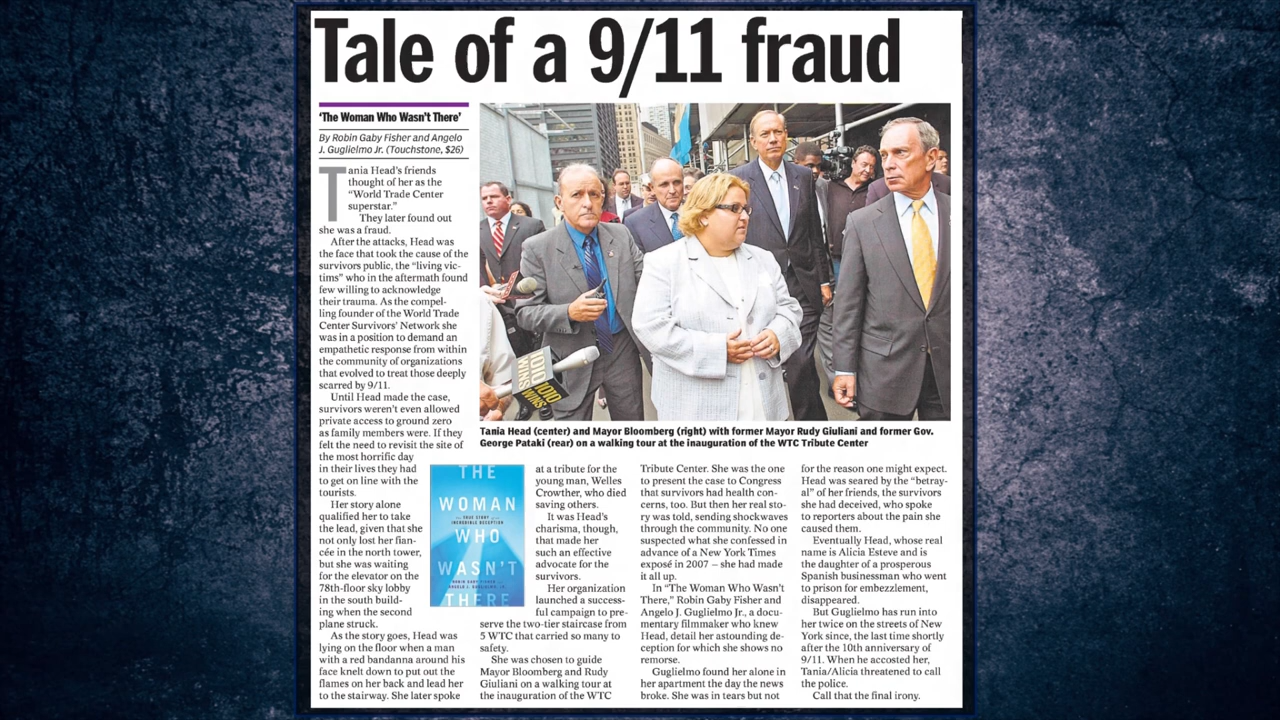 Tale of a 9/11 fraud
'The Woman Who Wasn't There'
By Robin Gaby Fisher and Angelo
J. Guglielmo Jr. (Touchstone, $26)
Tania Head's friends
thought of her as the
"World Trade Center
superstar."
They later found out
she was a fraud.
After the attacks, Head was
the face that took the cause of the
survivors public, the "living vic-
tims" who in the aftermath found
few willing to acknowledge
their trauma. As the compel-
ling founder of the World Trade
Center Survivors' Network she
was in a position to demand an
empathetic response from within
the community of organizations
that evolved to treat those deeply
scarred by 9/11.
Until Head made the case,
survivors weren't even allowed
private access to ground zero
as family members were. If they
felt the need to revisit the site of
the most horrific day
in their lives they had
to get on line with the
tourists.
Her story alone
qualified her to take
the lead, given that she
not only lost her fian-
cée in the north tower,
but she was waiting
for the elevator on the
78th-floor sky lobby
in the south build-
ing when the second
plane struck.
As the story goes, Head was
lying on the floor when a man
with a red bandanna around his
face knelt down to put out the
flames on her back and lead her
to the stairway. She later spoke
1010
WINS
1010
WINS
Tania Head (center) and Mayor Bloomberg (right) with former Mayor Rudy Giuliani and former Gov.
George Pataki (rear) on a walking tour at the inauguration of the WTC Tribute Center
THE
WOMAN
THE TRUE STORY OF AN
INCREDIBLE DECEPTION
WHO
WASN'T
ROBIN GABY FISHER AND
ANGELO J. GUGLIELMO, JR.
THERE
at a tribute for the
young man, Welles
Crowther, who died
saving others.
It was Head's
charisma, though,
that made her
such an effective
advocate for the
survivors.
Her organization
launched a success-
ful campaign to pre-
serve the two-tier staircase from
5 WTC that carried so many to
safety.
She was chosen to guide
Mayor Bloomberg and Rudy
Giuliani on a walking tour at
the inauguration of the WTC
Tribute Center. She was the one
to present the case to Congress
that survivors had health con-
cerns, too. But then her real sto-
ry was told, sending shockwaves
through the community. No one
suspected what she confessed in
advance of a New York Times
exposé in 2007 – she had made
it all up.
In "The Woman Who Wasn't
There," Robin Gaby Fisher and
Angelo J. Guglielmo Jr., a docu-
mentary filmmaker who knew
Head, detail her astounding de-
ception for which she shows no
remorse.
Guglielmo found her alone in
her apartment the day the news
broke. She was in tears but not
for the reason one might expect.
Head was seared by the "betray-
al" of her friends, the survivors
she had deceived, who spoke
to reporters about the pain she
caused them.
Eventually Head, whose real
name is Alicia Esteve and is
the daughter of a prosperous
Spanish businessman who went
to prison for embezzlement,
disappeared.
But Guglielmo has run into
her twice on the streets of New
York since, the last time shortly
after the 10th anniversary of
9/11. When he accosted her,
Tania/Alicia threatened to call
the police.
Call that the final irony.